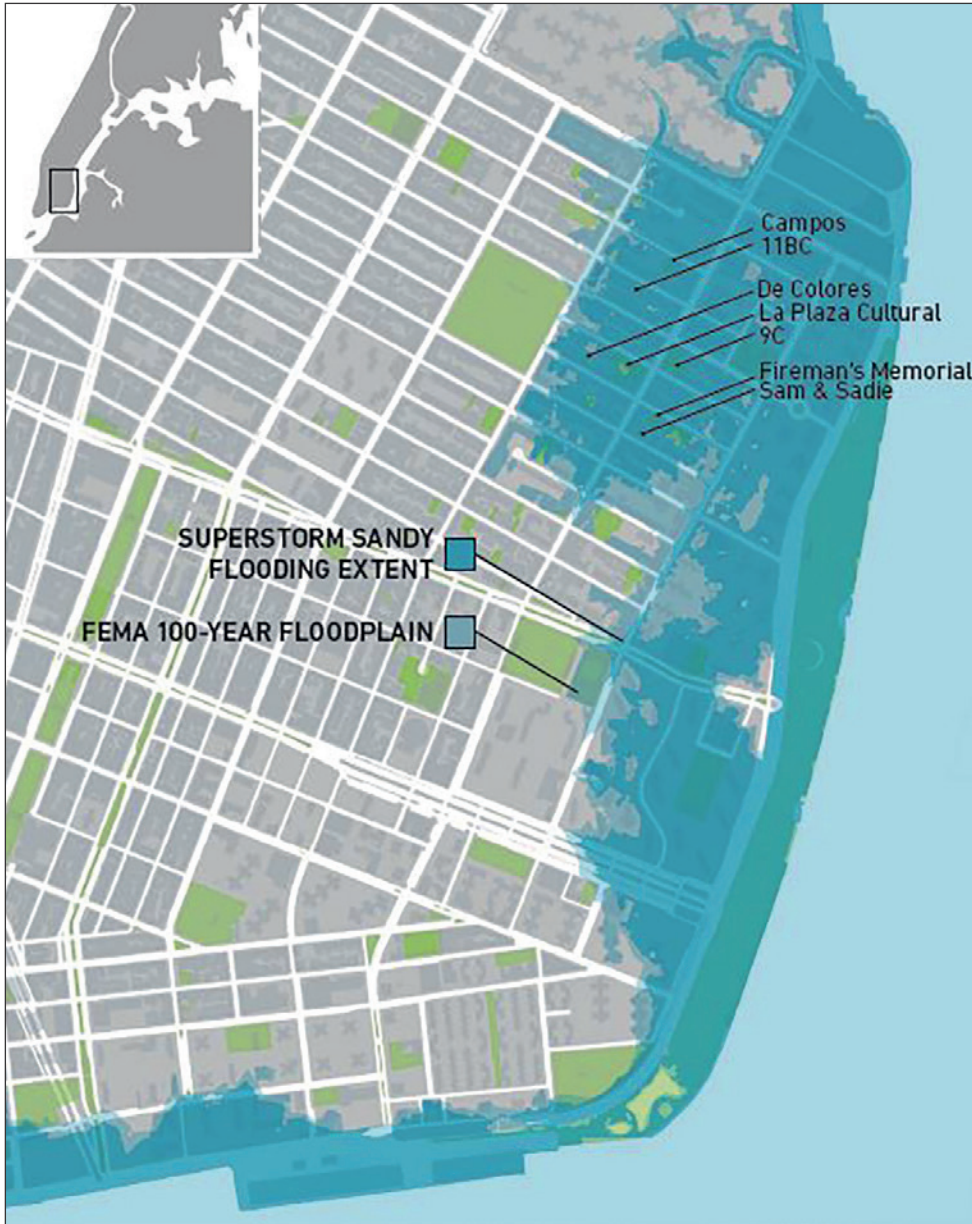 Campos
11BC
De Colores
La Plaza Cultural
9C
Fireman's Memorial
Sam & Sadie
SUPERSTORM SANDY
FLOODING EXTENT
FEMA 100-YEAR FLOODPLAIN